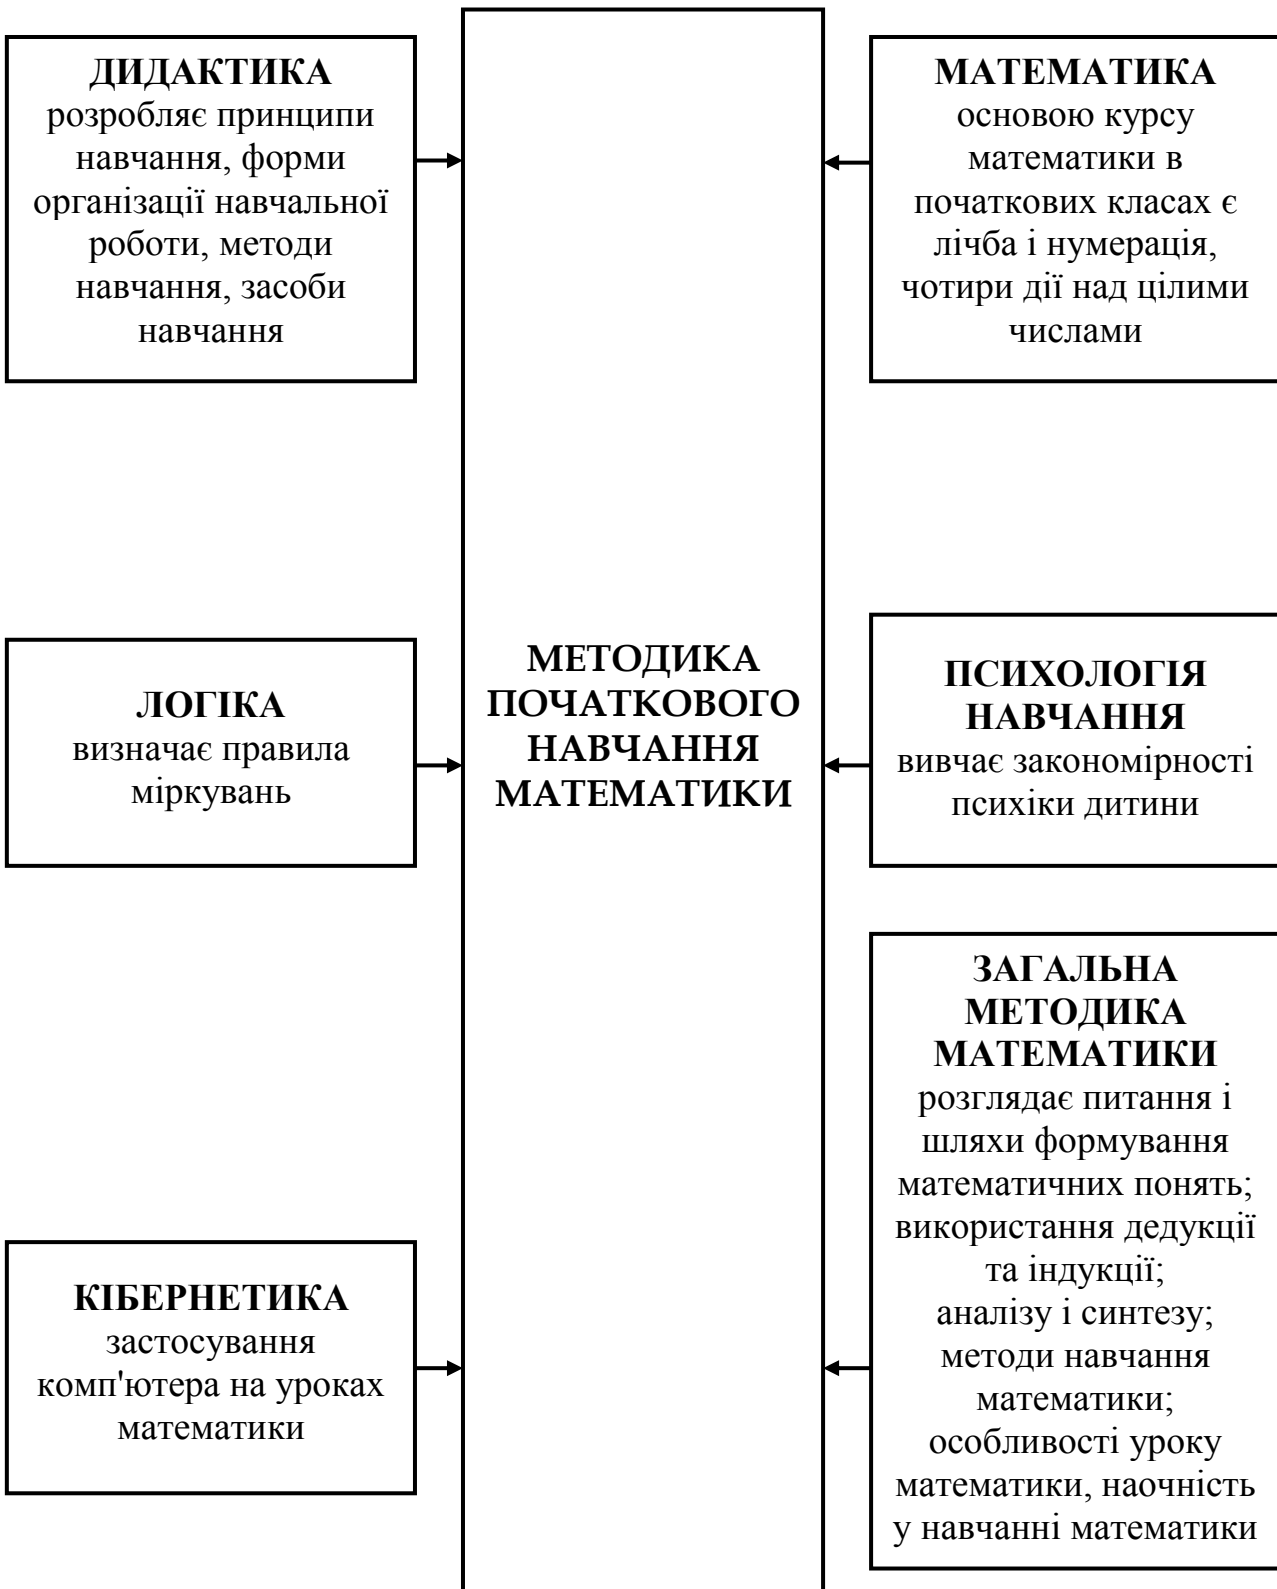 ДИДАКТИКА
розробляє принципи
навчання, форми
організації навчальної
роботи, методи
навчання, засоби
навчання
ЛОГІКА
визначає правила
міркувань
КІБЕРНЕТИКА
застосування
комп'ютера на уроках
математики
МЕТОДИКА
ПОЧАТКОВОГО
НАВЧАННЯ
МАТЕМАТИКИ
МАТЕМАТИКА
основою курсу
математики в
початкових класах є
лічба і нумерація,
чотири дії над цілими
числами
ПСИХОЛОГІЯ
НАВЧАННЯ
вивчає закономірності
психіки дитини
ЗАГАЛЬНА
МЕТОДИКА
МАТЕМАТИКИ
розглядає питання і
шляхи формування
математичних понять;
використання дедукції
та індукції;
аналізу і синтезу;
методи навчання
математики;
особливості уроку
математики, наочність
у навчанні математики